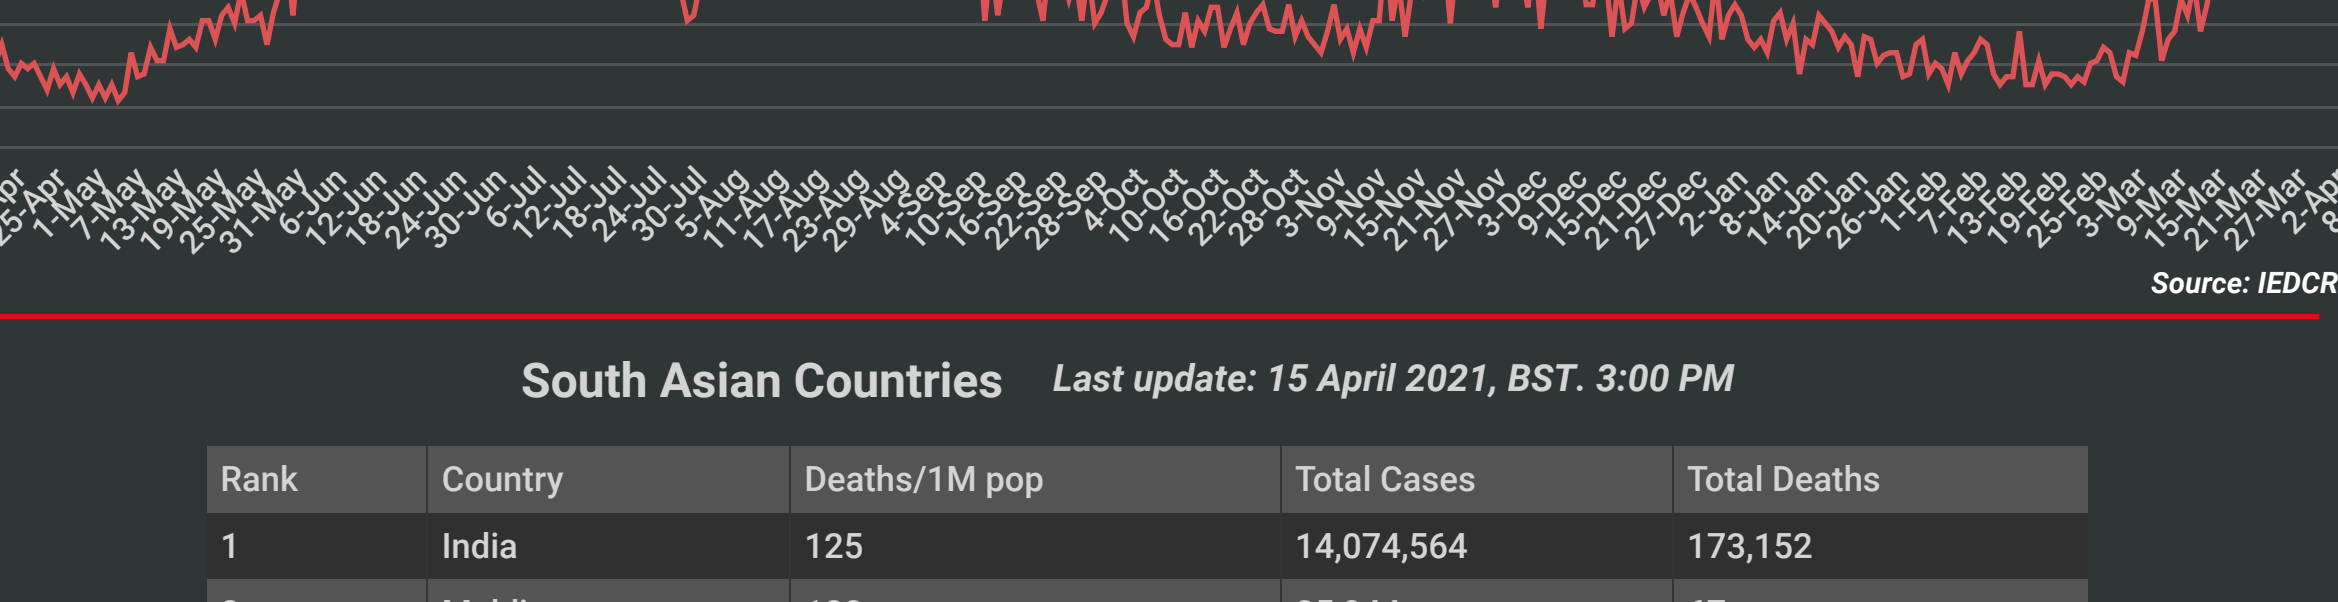 25-Apr
1-May
7-May
13-May
19-May
25-May
31-May
6-Jun
12-Jun
18-Jun
24-Jun
30-Jun
6-Jul
12-Jul
18-Jul
24-Jul
30-Jul
5-Aug
11-Aug
17-Aug
23-Aug
29-Aug
4-Sep
10-Sep
16-Sep
22-Sep
28-Sep
4-Oct
10-Oct
16-Oct
22-Oct
28-Oct
3-Nov
9-Nov
15-Nov
21-Nov
27-Nov
3-Dec
9-Dec
15-Dec
21-Dec
27-Dec
2-Jan
8-Jan
14-Jan
20-Jan
26-Jan
1-Feb
7-Feb
13-Feb
19-Feb
25-Feb
3-Mar
9-Mar
15-Mar
21-Mar
27-Mar
2-Apr
Source: IEDCR
South Asian Countries Last update: 15 April 2021, BST. 3:00 PM
Rank Country Deaths/1M pop Total Cases Total Deaths
1 India 125 14,074,564 173,152